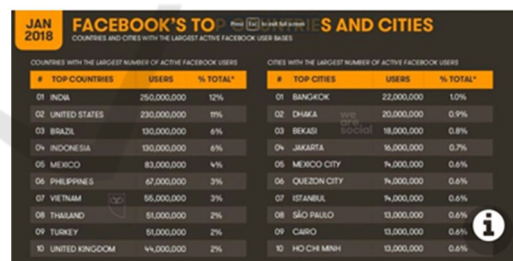 JAN
2018
FACEBOOK'S TO
S AND CITIES
COUNTRIES AND CITIES WITH THE LARGEST ACTIVE FACEBOOK USER BASES
COUNTRIES WITH THE LARGEST NUMBER OF ACTIVE FACEBOOK USERS
# TOP COUNTRIES USERS % TOTAL*
01 INDIA 250,000,000 12%
02 UNITED STATES 230,000,000 11%
03 BRAZIL 130,000,000 6%
04 INDONESIA 130,000,000 6%
05 MEXICO 83,000,000 4%
06 PHILIPPINES 67,000,000 3%
07 VIETNAM 55,000,000 3%
08 THAILAND 51,000,000 2%
09 TURKEY 51,000,000 2%
10 UNITED KINGDOM 44,000,000 2%
CITIES WITH THE LARGEST NUMBER OF ACTIVE FACEBOOK USERS
# TOP CITIES USERS % TOTAL*
01 BANGKOK 22,000,000 1.0%
02 DHAKA 20,000,000 0.9%
03 BEKASI 18,000,000 0.8%
04 JAKARTA 16,000,000 0.7%
05 MEXICO CITY 14,000,000 0.6%
06 QUEZON CITY 14,000,000 0.6%
07 ISTANBUL 14,000,000 0.6%
08 SÃO PAULO 13,000,000 0.6%
09 CAIRO 13,000,000 0.6%
10 HO CHI MINH 13,000,000 0.6%
we
are
social
i